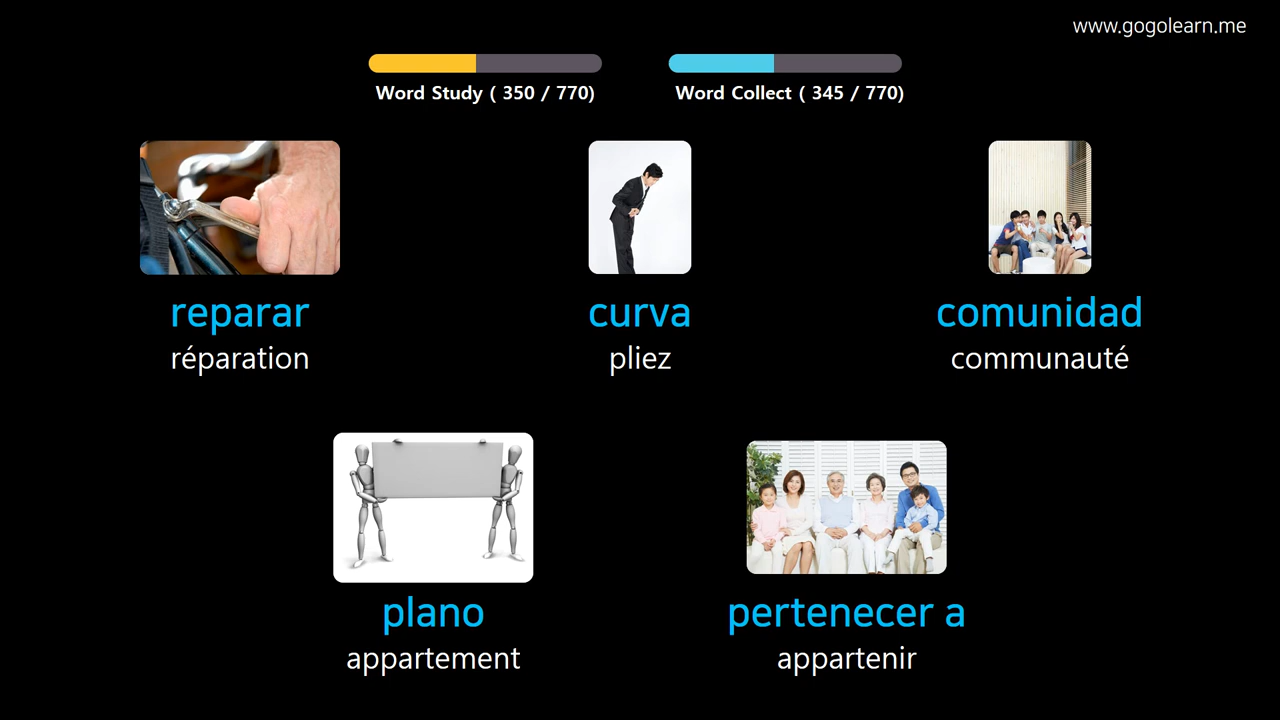 www.gogolearn.me
Word Study ( 350 / 770)
Word Collect ( 345 / 770)
reparar
réparation
curva
pliez
comunidad
communauté
plano
appartement
pertenecer a
appartenir